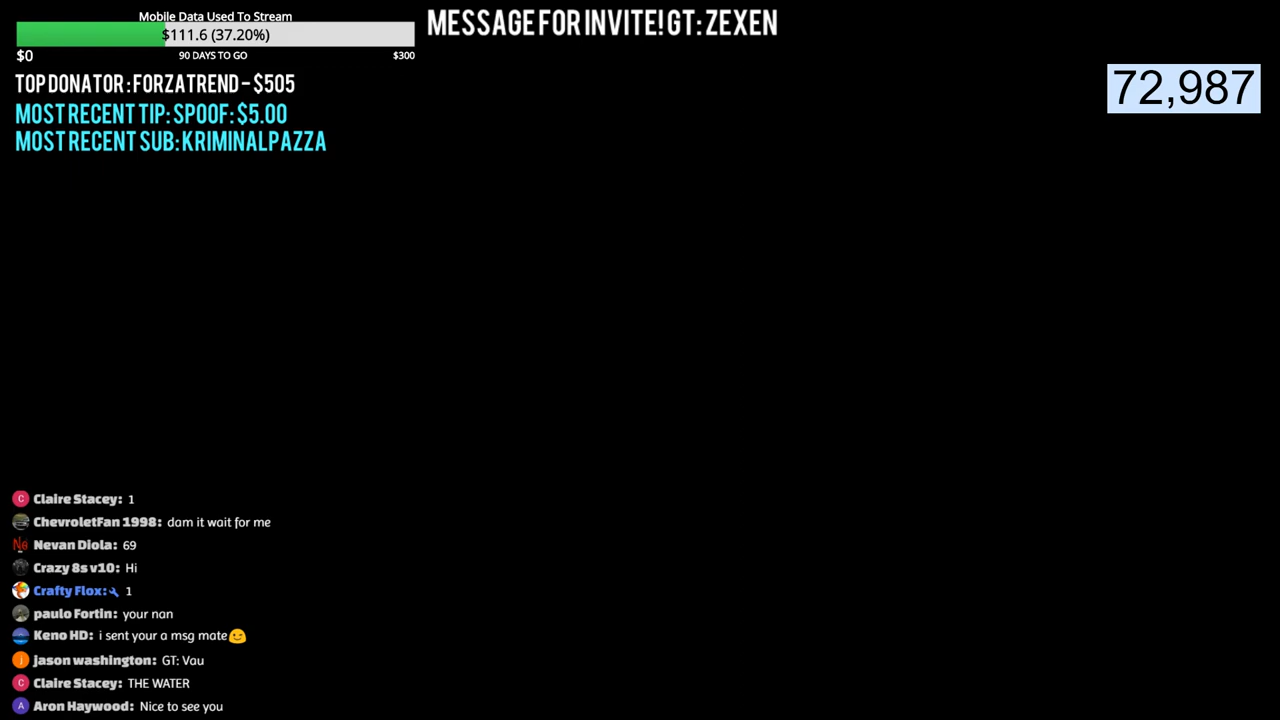 Mobile Data Used To Stream
$111.6 (37.20%)
$0 90 DAYS TO GO $300
MESSAGE FOR INVITE! GT: ZEXEN
72,987
TOP DONATOR : FORZATREND - $505
MOST RECENT TIP: SPOOF: $5.00
MOST RECENT SUB: KRIMINALPAZZA
C Claire Stacey: 1
ChevroletFan 1998: dam it wait for me
Nevan Diola: 69
Crazy 8s v10: Hi
Crafty Flox: 1
paulo Fortin: your nan
Keno HD: i sent your a msg mate😉
j jason washington: GT: Vau
C Claire Stacey: THE WATER
A Aron Haywood: Nice to see you